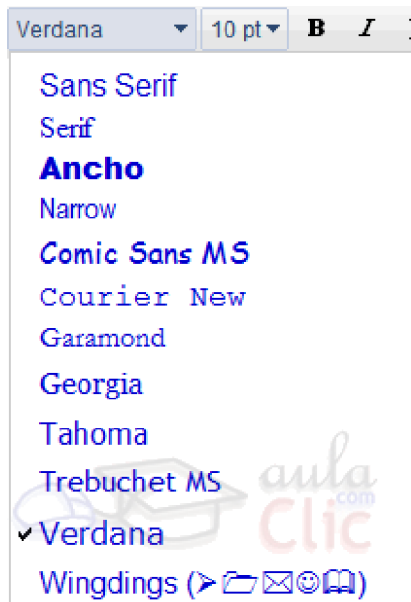 Verdana 10 pt B I
Sans Serif
Serif
Ancho
Narrow
Comic Sans MS
Courier New
Garamond
Georgia
Tahoma
Trebuchet MS
✓Verdana
Wingdings (➢🗁✉☺🕮)
aula
.com
Clic